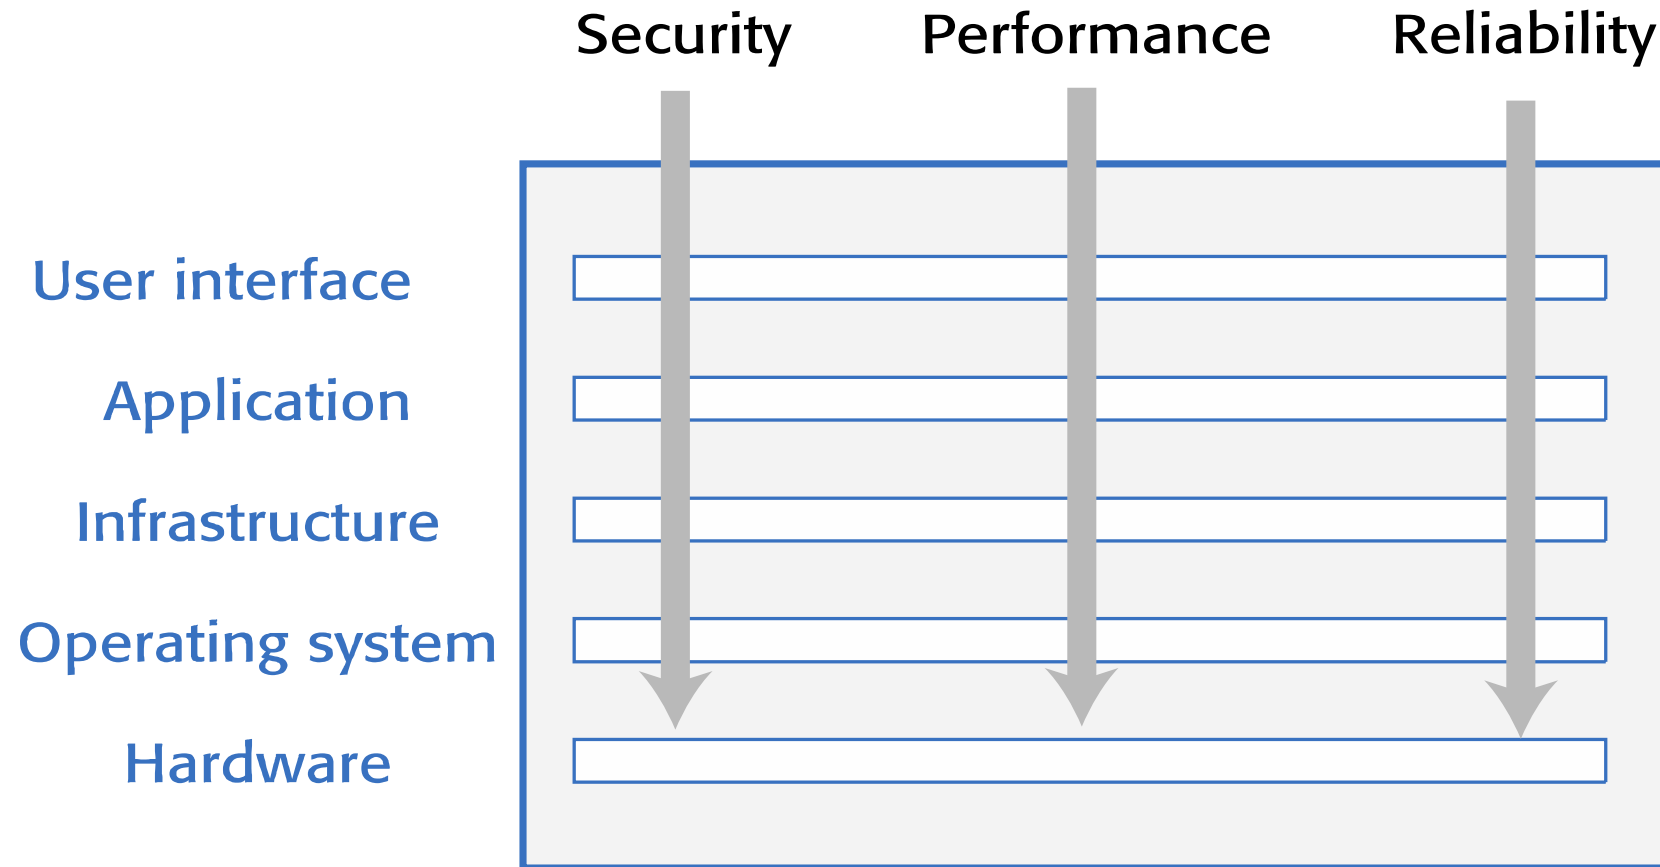 Security Performance Reliability
User interface
Application
Infrastructure
Operating system
Hardware